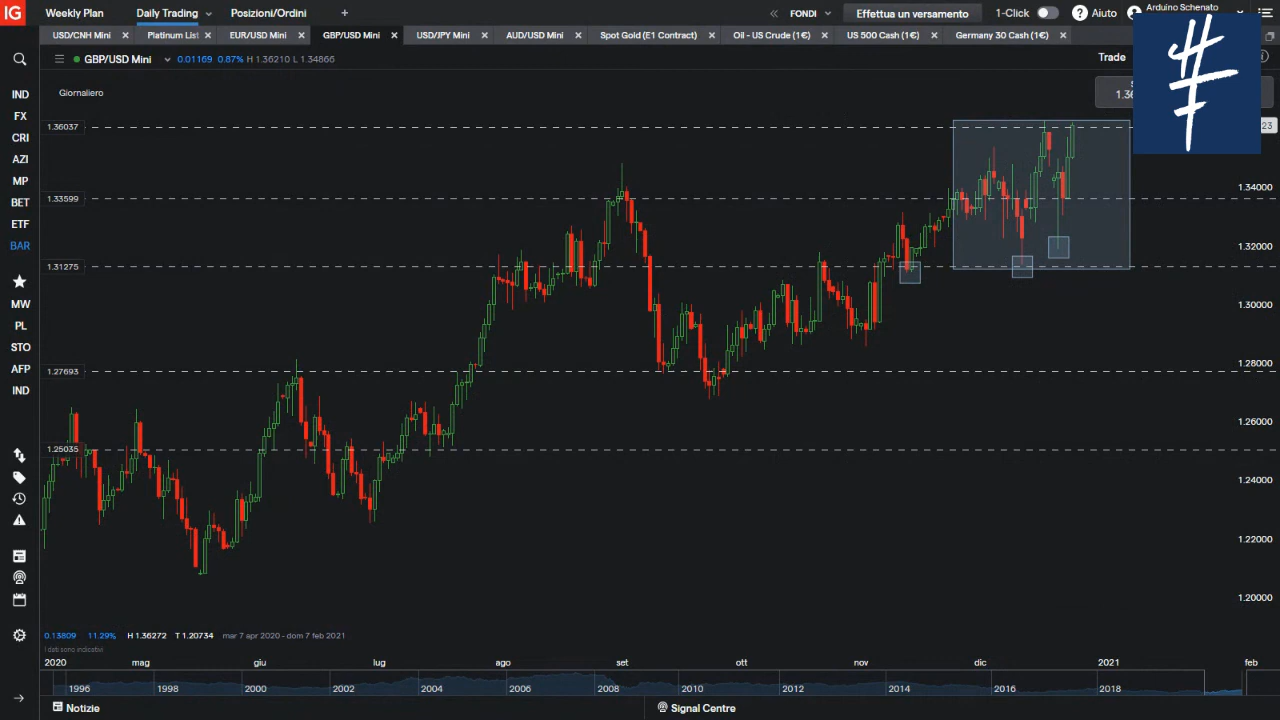 IG Weekly Plan Daily Trading Posizioni/Ordini + FONDI Effettua un versamento 1-Click Aiuto Arduino Schenato
USD/CNH Mini Platinum List EUR/USD Mini GBP/USD Mini USD/JPY Mini AUD/USD Mini Spot Gold (E1 Contract) Oil - US Crude (1€) US 500 Cash (1€) Germany 30 Cash (1€)
GBP/USD Mini 0.01169 0.87% H 1.36210 L 1.34866 Trade
Giornaliero
IND
FX
CRI
AZI
MP
BET
ETF
BAR
MW
PL
STO
AFP
IND
1.36037
1.33599
1.31275
1.27693
1.25035
1.34000
1.32000
1.30000
1.28000
1.26000
1.24000
1.22000
1.20000
0.13809 11.29% H 1.36272 T 1.20734 mar 7 apr 2020 - dom 7 feb 2021
I dati sono indicativi
2020 mag giu lug ago set ott nov dic 2021 feb
1996 1998 2000 2002 2004 2006 2008 2010 2012 2014 2016 2018
Notizie Signal Centre